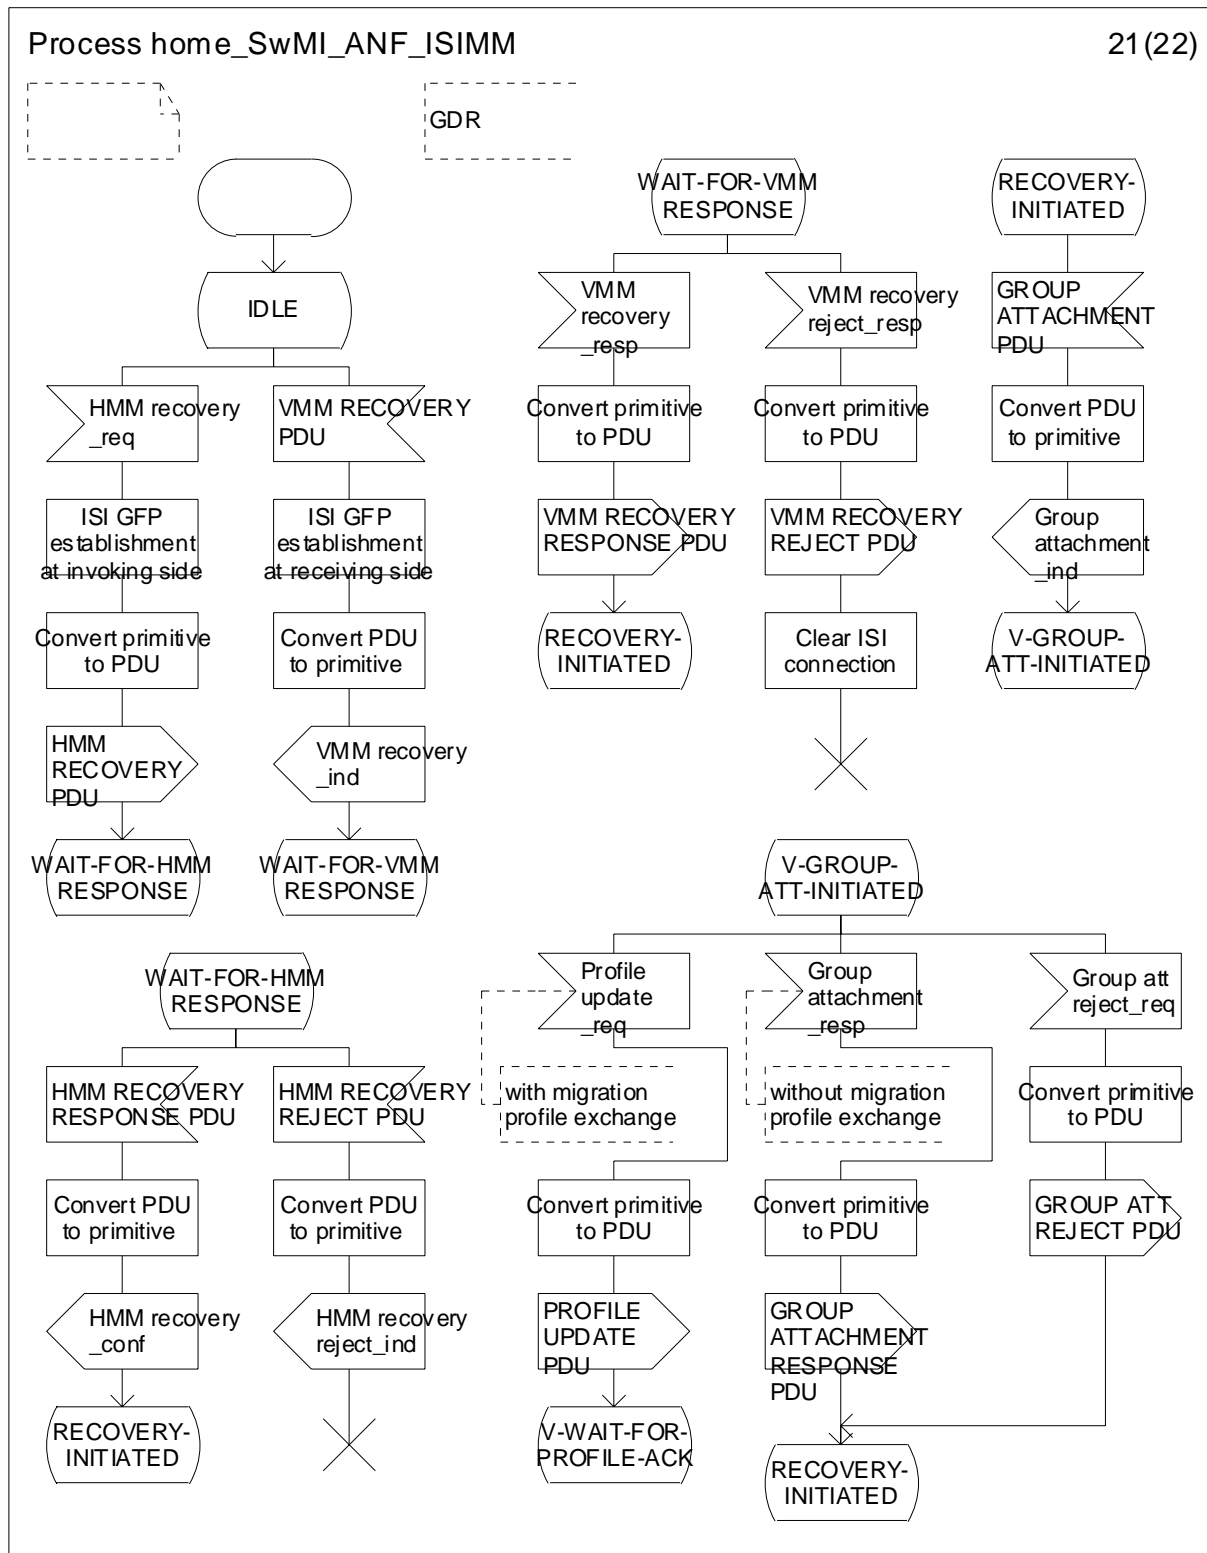 Process home_SwMI_ANF_ISIMM
21(22)
GDR
IDLE
HMM recovery
_req
ISI GFP
establishment
at invoking side
Convert primitive
to PDU
HMM
RECOVERY
PDU
WAIT-FOR-HMM
RESPONSE
VMM RECOVERY
PDU
ISI GFP
establishment
at receiving side
Convert PDU
to primitive
VMM recovery
_ind
WAIT-FOR-VMM
RESPONSE
WAIT-FOR-VMM
RESPONSE
VMM
recovery
_resp
Convert primitive
to PDU
VMM RECOVERY
RESPONSE PDU
RECOVERY-
INITIATED
VMM recovery
reject_resp
Convert primitive
to PDU
VMM RECOVERY
REJECT PDU
Clear ISI
connection
RECOVERY-
INITIATED
GROUP
ATTACHMENT
PDU
Convert PDU
to primitive
Group
attachment
_ind
V-GROUP-
ATT-INITIATED
WAIT-FOR-HMM
RESPONSE
HMM RECOVERY
RESPONSE PDU
Convert PDU
to primitive
HMM recovery
_conf
RECOVERY-
INITIATED
HMM RECOVERY
REJECT PDU
Convert PDU
to primitive
HMM recovery
reject_ind
V-GROUP-
ATT-INITIATED
Profile
update
_req
with migration
profile exchange
Convert primitive
to PDU
PROFILE
UPDATE
PDU
V-WAIT-FOR-
PROFILE-ACK
Group
attachment
_resp
without migration
profile exchange
Convert primitive
to PDU
GROUP
ATTACHMENT
RESPONSE
PDU
RECOVERY-
INITIATED
Group att
reject_req
Convert primitive
to PDU
GROUP ATT
REJECT PDU